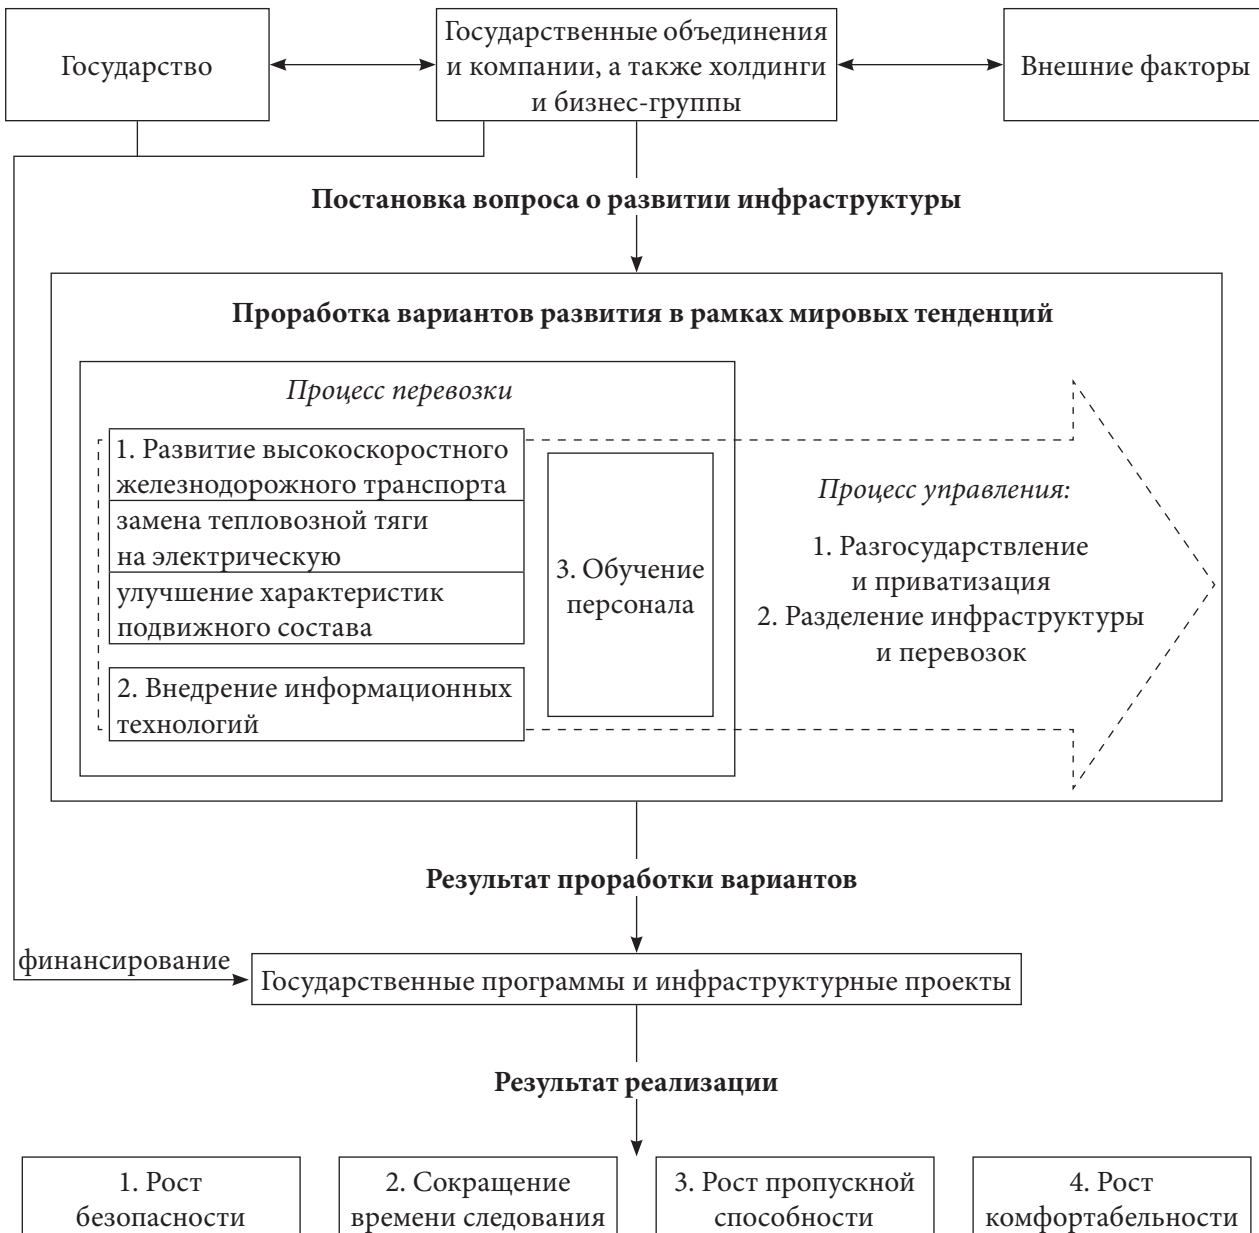 Государство
Государственные объединения
и компании, а также холдинги
и бизнес-группы
Внешние факторы
Постановка вопроса о развитии инфраструктуры
Проработка вариантов развития в рамках мировых тенденций
Процесс перевозки
1. Развитие высокоскоростного
железнодорожного транспорта
замена тепловозной тяги
на электрическую
улучшение характеристик
подвижного состава
2. Внедрение информационных
технологий
3. Обучение
персонала
Процесс управления:
1. Разгосударствление
и приватизация
2. Разделение инфраструктуры
и перевозок
Результат проработки вариантов
финансирование
Государственные программы и инфраструктурные проекты
Результат реализации
1. Рост
безопасности
2. Сокращение
времени следования
3. Рост пропускной
способности
4. Рост
комфортабельности